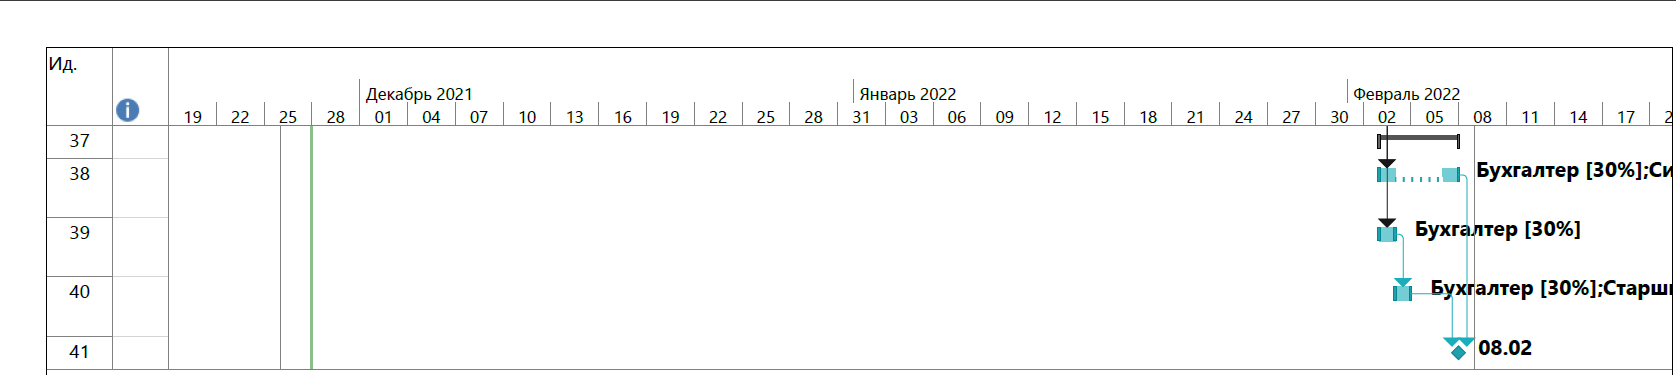 Ид.
Декабрь 2021 Январь 2022 Февраль 2022
19 22 25 28 01 04 07 10 13 16 19 22 25 28 31 03 06 09 12 15 18 21 24 27 30 02 05 08 11 14 17 2
37
38 Бухгалтер [30%];Си
39 Бухгалтер [30%]
40 Бухгалтер [30%];Старши
41 08.02